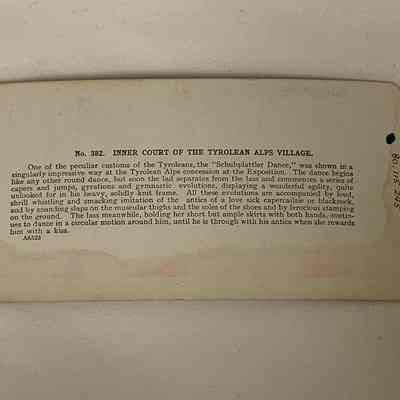 No. 382. INNER COURT OF THE TYROLEAN ALPS VILLAGE.
One of the peculiar customs of the Tyroleans, the "Schuhplattler Dance," was shown in a
singularly impressive way at the Tyrolean Alps concession at the Exposition. The dance begins
like any other round dance, but soon the lad separates from the lass and commences a series of
capers and jumps, gyrations and gymnastic evolutions, displaying a wonderful agility, quite
unlooked for in his heavy, solidly knit frame. All these evolutions are accompanied by loud,
shrill whistling and smacking imitation of the antics of a love sick capercailzie or blackcock,
and by sounding slaps on the muscular thighs and the soles of the shoes and by ferocious stamping
on the ground. The lass meanwhile, holding her short but ample skirts with both hands, contin-
ues to dance in a circular motion around him, until he is through with his antics when she rewards
him with a kiss.